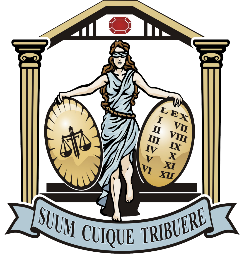 LEX
I VII
II VIII
III IX
IV X
V XI
VI XII
SUUM CUIQUE TRIBUERE